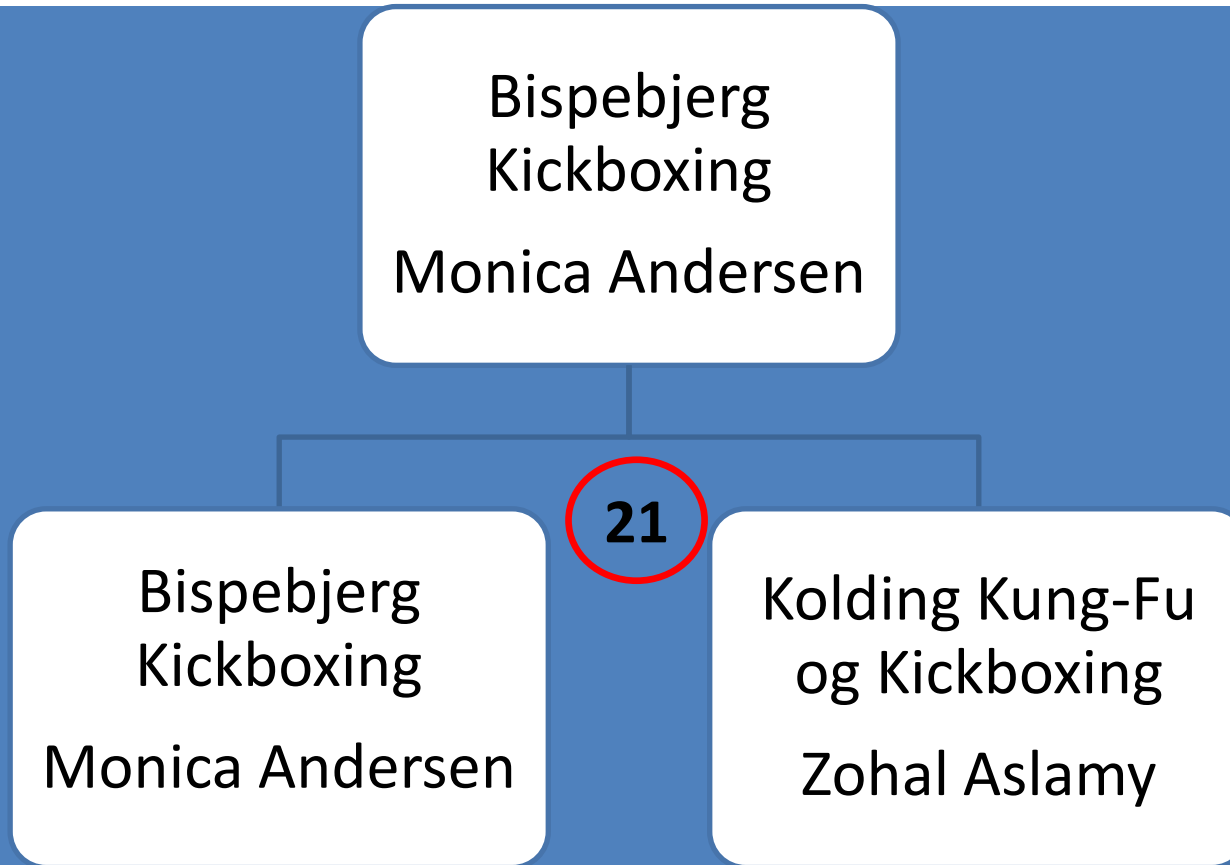 Bispebjerg
Kickboxing
Monica Andersen
21
Bispebjerg
Kickboxing
Monica Andersen
Kolding Kung-Fu
og Kickboxing
Zohal Aslamy